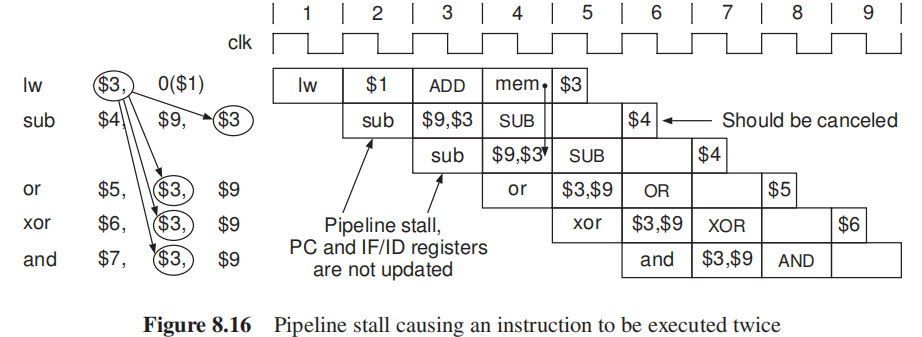 1 2 3 4 5 6 7 8 9
clk
lw $3, 0($1) lw $1 ADD mem $3
sub $4, $9, $3 sub $9,$3 SUB $4 Should be canceled
sub $9,$3 SUB $4
or $5, $3, $9 or $3,$9 OR $5
xor $6, $3, $9 xor $3,$9 XOR $6
Pipeline stall,
PC and IF/ID registers
are not updated
and $7, $3, $9 and $3,$9 AND
Figure 8.16 Pipeline stall causing an instruction to be executed twice